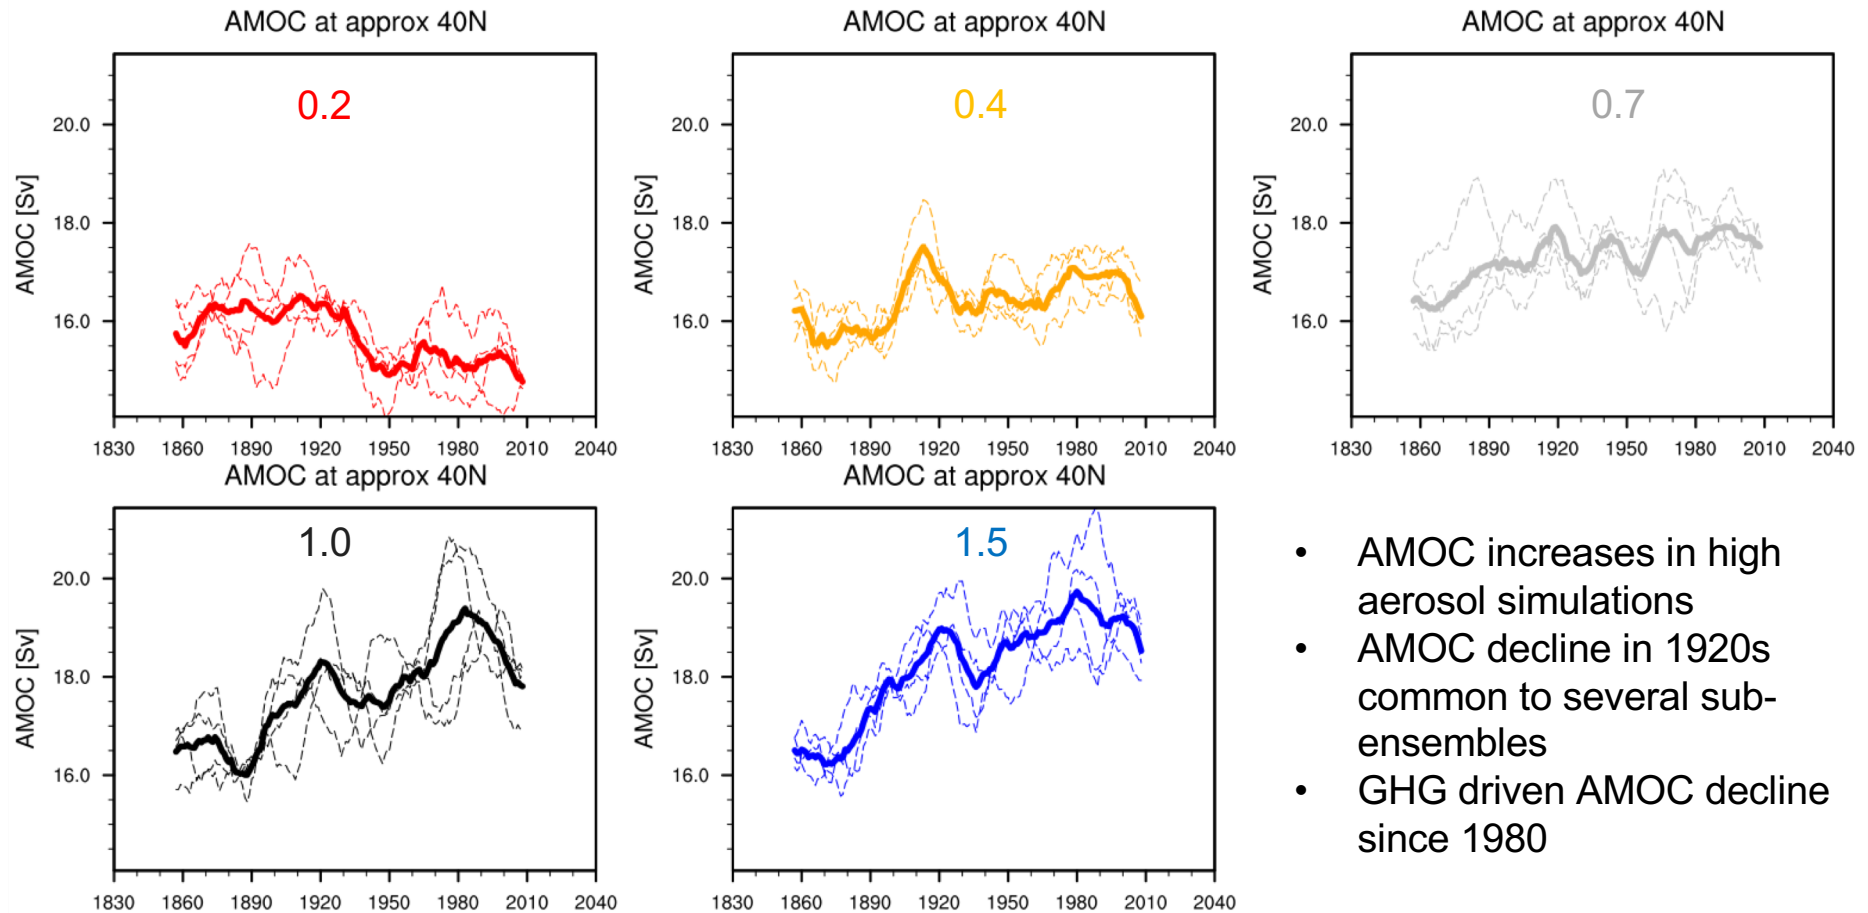 AMOC at approx 40N
0.2
AMOC [Sv]
20.0
18.0
16.0
1830 1860 1890 1920 1950 1980 2010 2040
AMOC at approx 40N
0.4
AMOC [Sv]
20.0
18.0
16.0
1830 1860 1890 1920 1950 1980 2010 2040
AMOC at approx 40N
0.7
AMOC [Sv]
20.0
18.0
16.0
1830 1860 1890 1920 1950 1980 2010 2040
AMOC at approx 40N
1.0
AMOC [Sv]
20.0
18.0
16.0
1830 1860 1890 1920 1950 1980 2010 2040
AMOC at approx 40N
1.5
AMOC [Sv]
20.0
18.0
16.0
1830 1860 1890 1920 1950 1980 2010 2040
• AMOC increases in high
aerosol simulations
• AMOC decline in 1920s
common to several sub-
ensembles
• GHG driven AMOC decline
since 1980